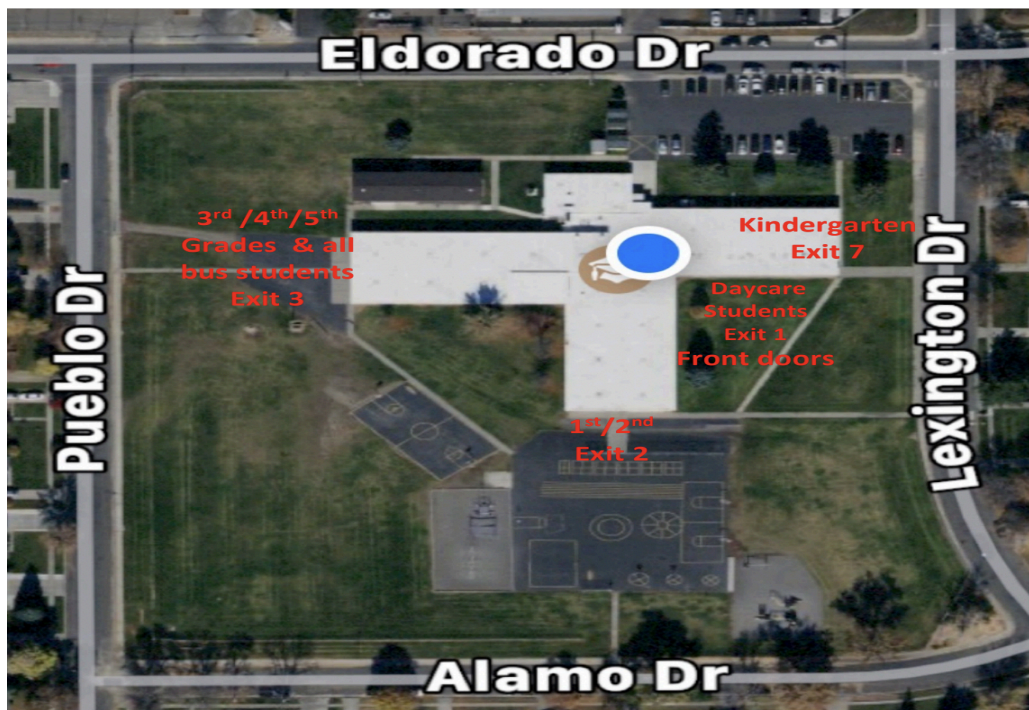 Eldorado Dr
3rd /4th/5th
Grades & all
bus students
Exit 3
Kindergarten
Exit 7
Daycare
Students
Exit 1
Front doors
Pueblo Dr
Lexington Dr
1st/2nd
Exit 2
Alamo Dr